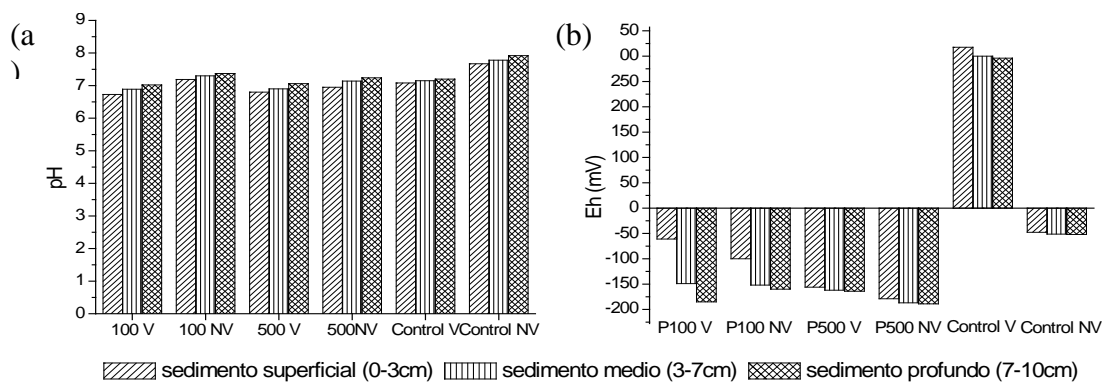 (a
)
9
8
7
6
5
4
3
2
1
0
pH
100 V
100 NV
500 V
500NV
Control V
Control NV
(b)
50
00
50
00
50
00
50
0
-50
-100
-150
-200
Eh (mV)
P100 V
P100 NV
P500 V
P500 NV
Control V
Control NV
sedimento superficial (0-3cm)
sedimento medio (3-7cm)
sedimento profundo (7-10cm)